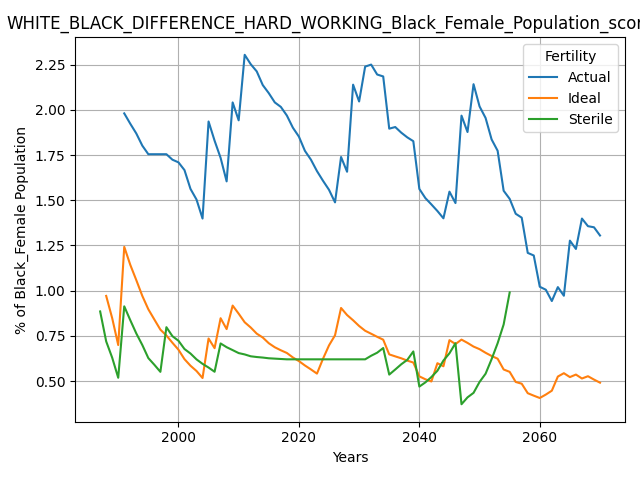 WHITE_BLACK_DIFFERENCE_HARD_WORKING_Black_Female_Population_scor
Fertility
Actual
Ideal
Sterile
% of Black_Female Population
2.25
2.00
1.75
1.50
1.25
1.00
0.75
0.50
2000 2020 2040 2060
Years